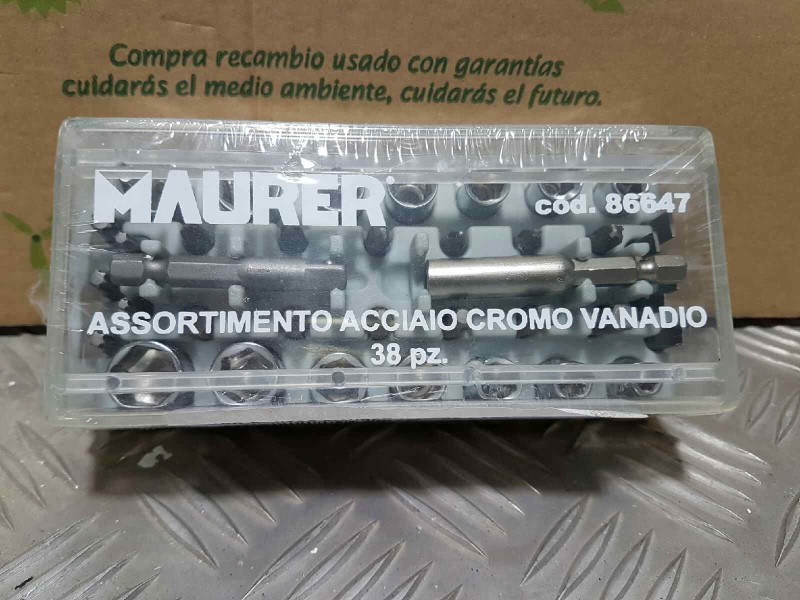 Compra recambio usado con garantías
cuidarás el medio ambiente, cuidarás el futuro.
MAURER®
cod. 86647
ASSORTIMENTO ACCIAIO CROMO VANADIO
38 pz.